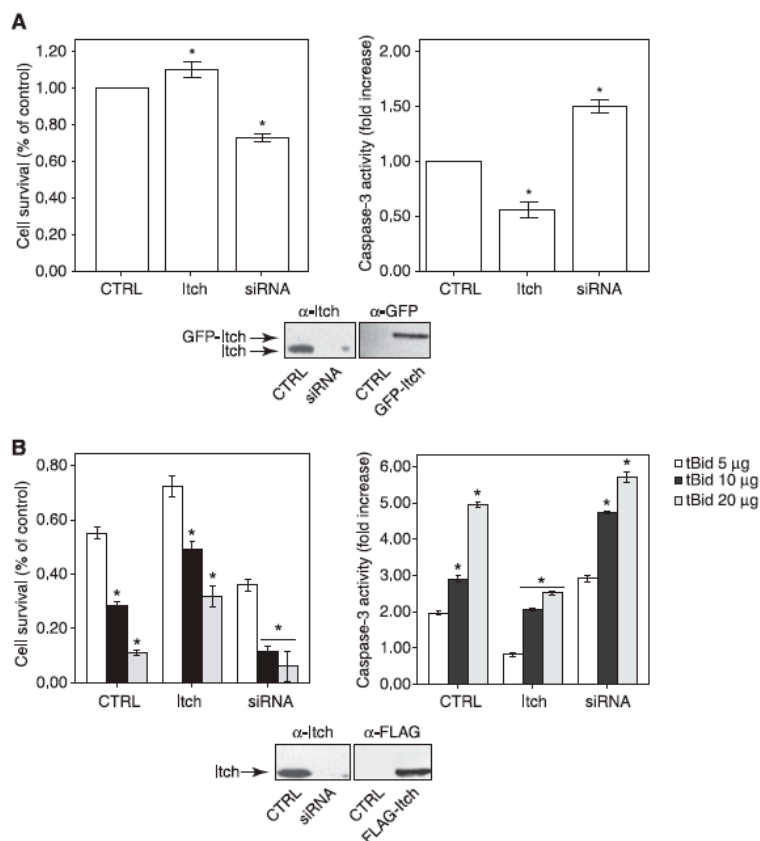 A
Cell survival (% of control)
1.20
1.00
0.80
0.60
0.40
0.20
0,00
CTRL Itch siRNA
*
*
Caspase-3 activity (fold increase)
2.00
1.50
1.00
0.50
0.00
CTRL Itch siRNA
*
*
α-Itch α-GFP
GFP-Itch
Itch
CTRL siRNA CTRL GFP-Itch
B
Cell survival (% of control)
0.80
0.60
0.40
0.20
0,00
CTRL Itch siRNA
* *
* *
*
Caspase-3 activity (fold increase)
6.00
5.00
4.00
3.00
2.00
1.00
0,00
CTRL Itch siRNA
* *
*
* *
tBid 5 µg
tBid 10 µg
tBid 20 µg
α-Itch α-FLAG
Itch
CTRL siRNA CTRL FLAG-Itch